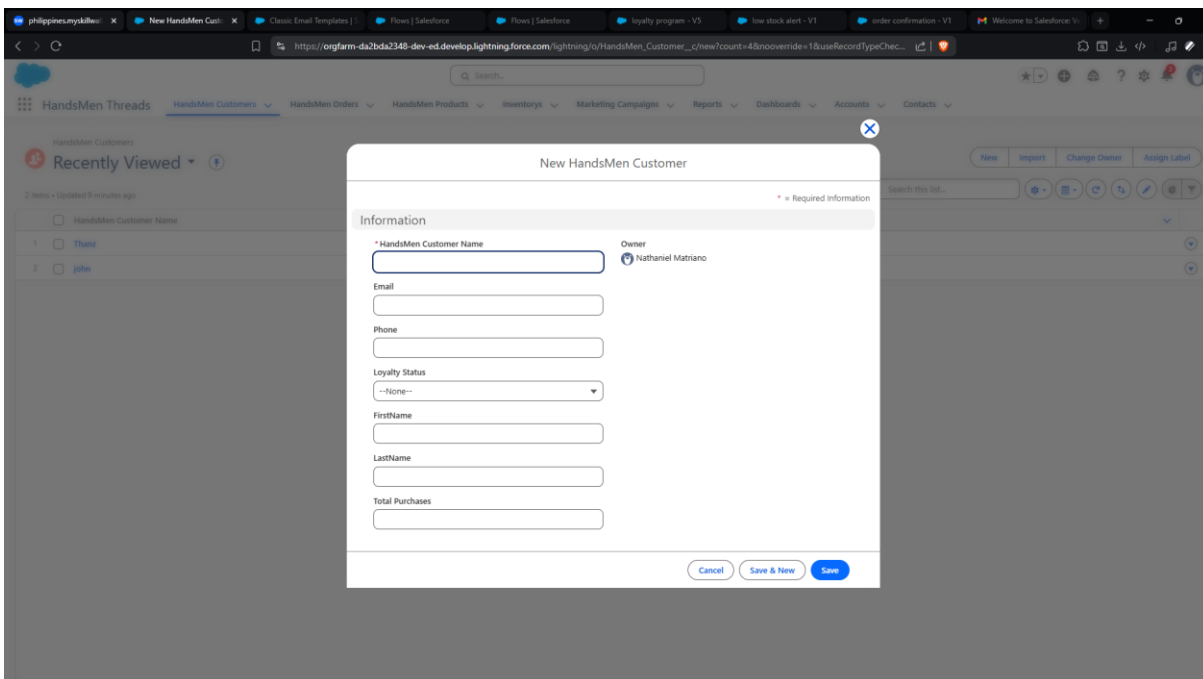 philippines.myskillwal
New HandsMen Custo
Classic Email Templates | S
Flows | Salesforce
Flows | Salesforce
loyalty program - V5
low stock alert - V1
order confirmation - V1
Welcome to Salesforce: Ve
https://orgfarm-da2bda2348-dev-ed.develop.lightning.force.com/lightning/o/HandsMen_Customer__c/new?count=4&nooverride=1&useRecordTypeChec...
Search...
HandsMen Threads
HandsMen Customers
HandsMen Orders
HandsMen Products
Inventorys
Marketing Campaigns
Reports
Dashboards
Accounts
Contacts
HandsMen Customers
Recently Viewed
New
Import
Change Owner
Assign Label
2 items • Updated 9 minutes ago
Search this list...
HandsMen Customer Name
1
Thanz
2
john
New HandsMen Customer
* = Required Information
Information
*HandsMen Customer Name
Owner
Nathaniel Matriano
Email
Phone
Loyalty Status
--None--
FirstName
LastName
Total Purchases
Cancel
Save & New
Save